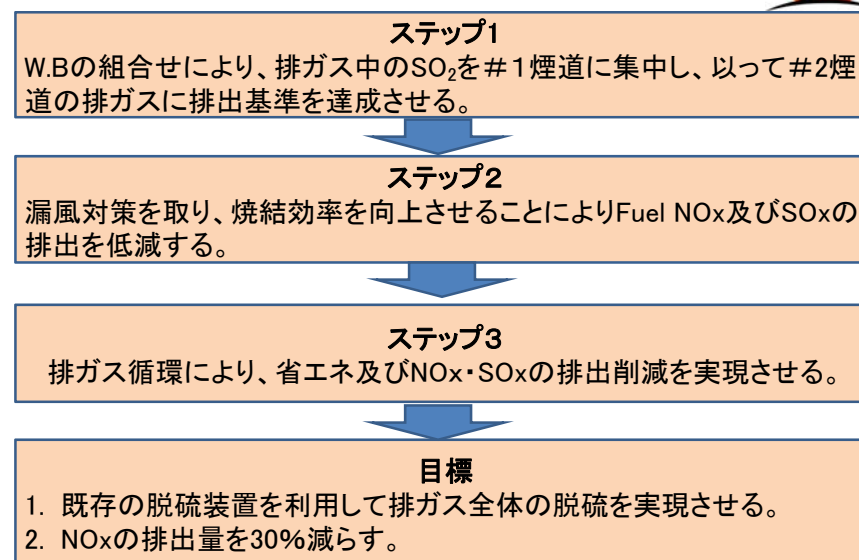 ステップ1
W.Bの組合せにより、排ガス中のSO₂を＃１煙道に集中し、以って＃2煙
道の排ガスに排出基準を達成させる。
ステップ２
漏風対策を取り、焼結効率を向上させることによりFuel NOx及びSOxの
排出を低減する。
ステップ３
排ガス循環により、省エネ及びNOx・SOxの排出削減を実現させる。
目標
1. 既存の脱硫装置を利用して排ガス全体の脱硫を実現させる。
2. NOxの排出量を30%減らす。